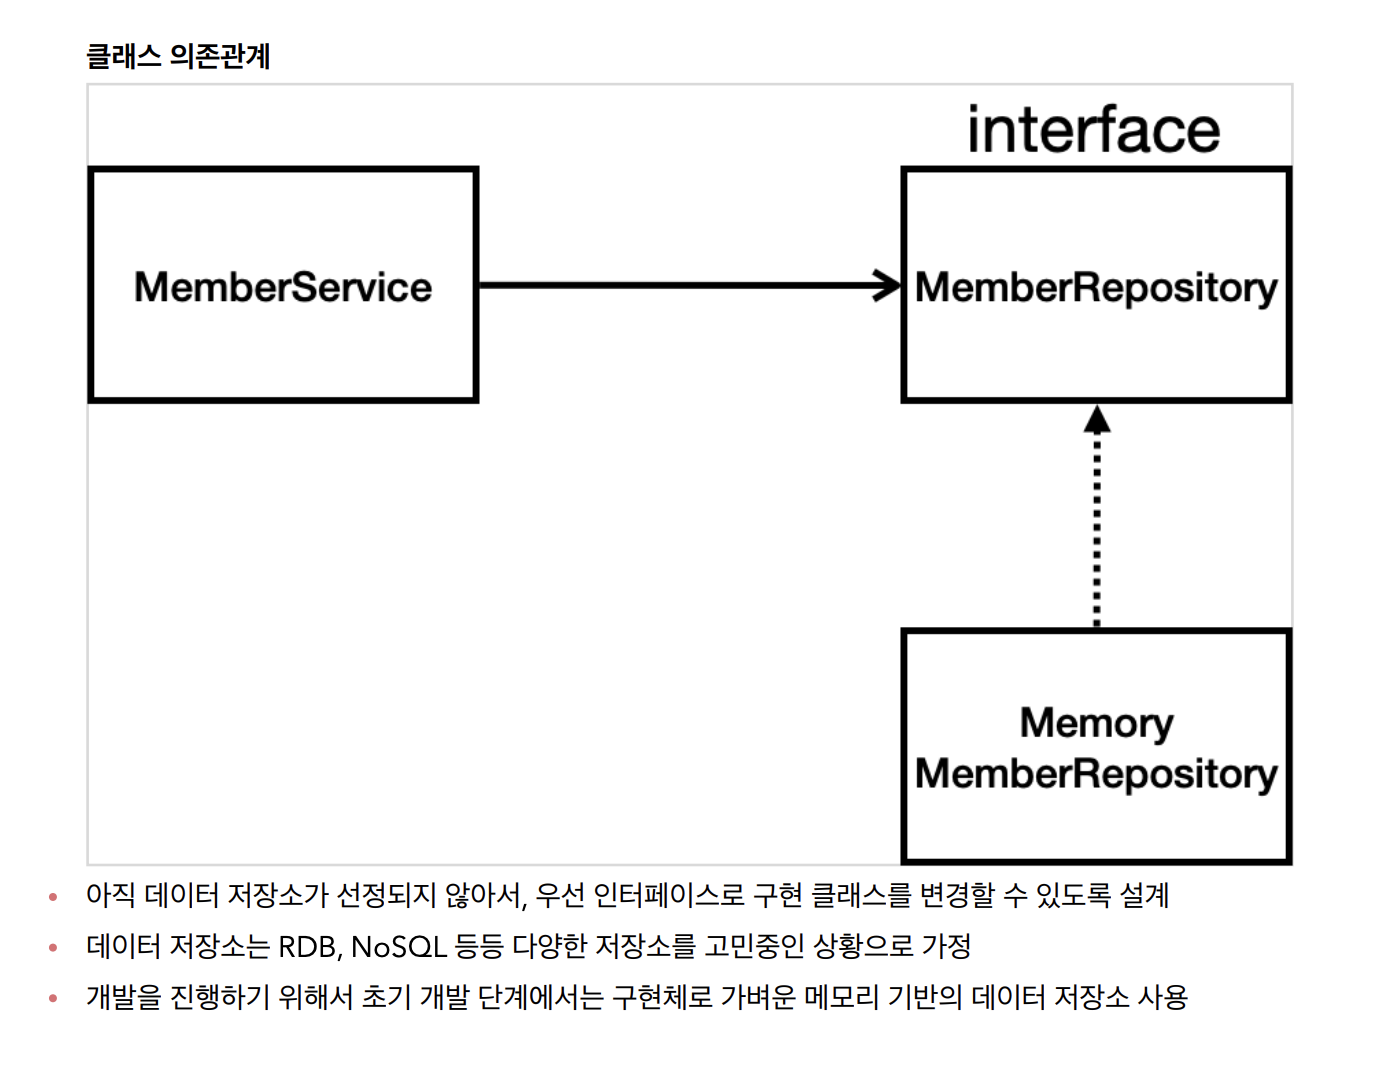 클래스 의존관계
interface
MemberService
MemberRepository
Memory
MemberRepository
• 아직 데이터 저장소가 선정되지 않아서, 우선 인터페이스로 구현 클래스를 변경할 수 있도록 설계
• 데이터 저장소는 RDB, NoSQL 등등 다양한 저장소를 고민중인 상황으로 가정
• 개발을 진행하기 위해서 초기 개발 단계에서는 구현체로 가벼운 메모리 기반의 데이터 저장소 사용